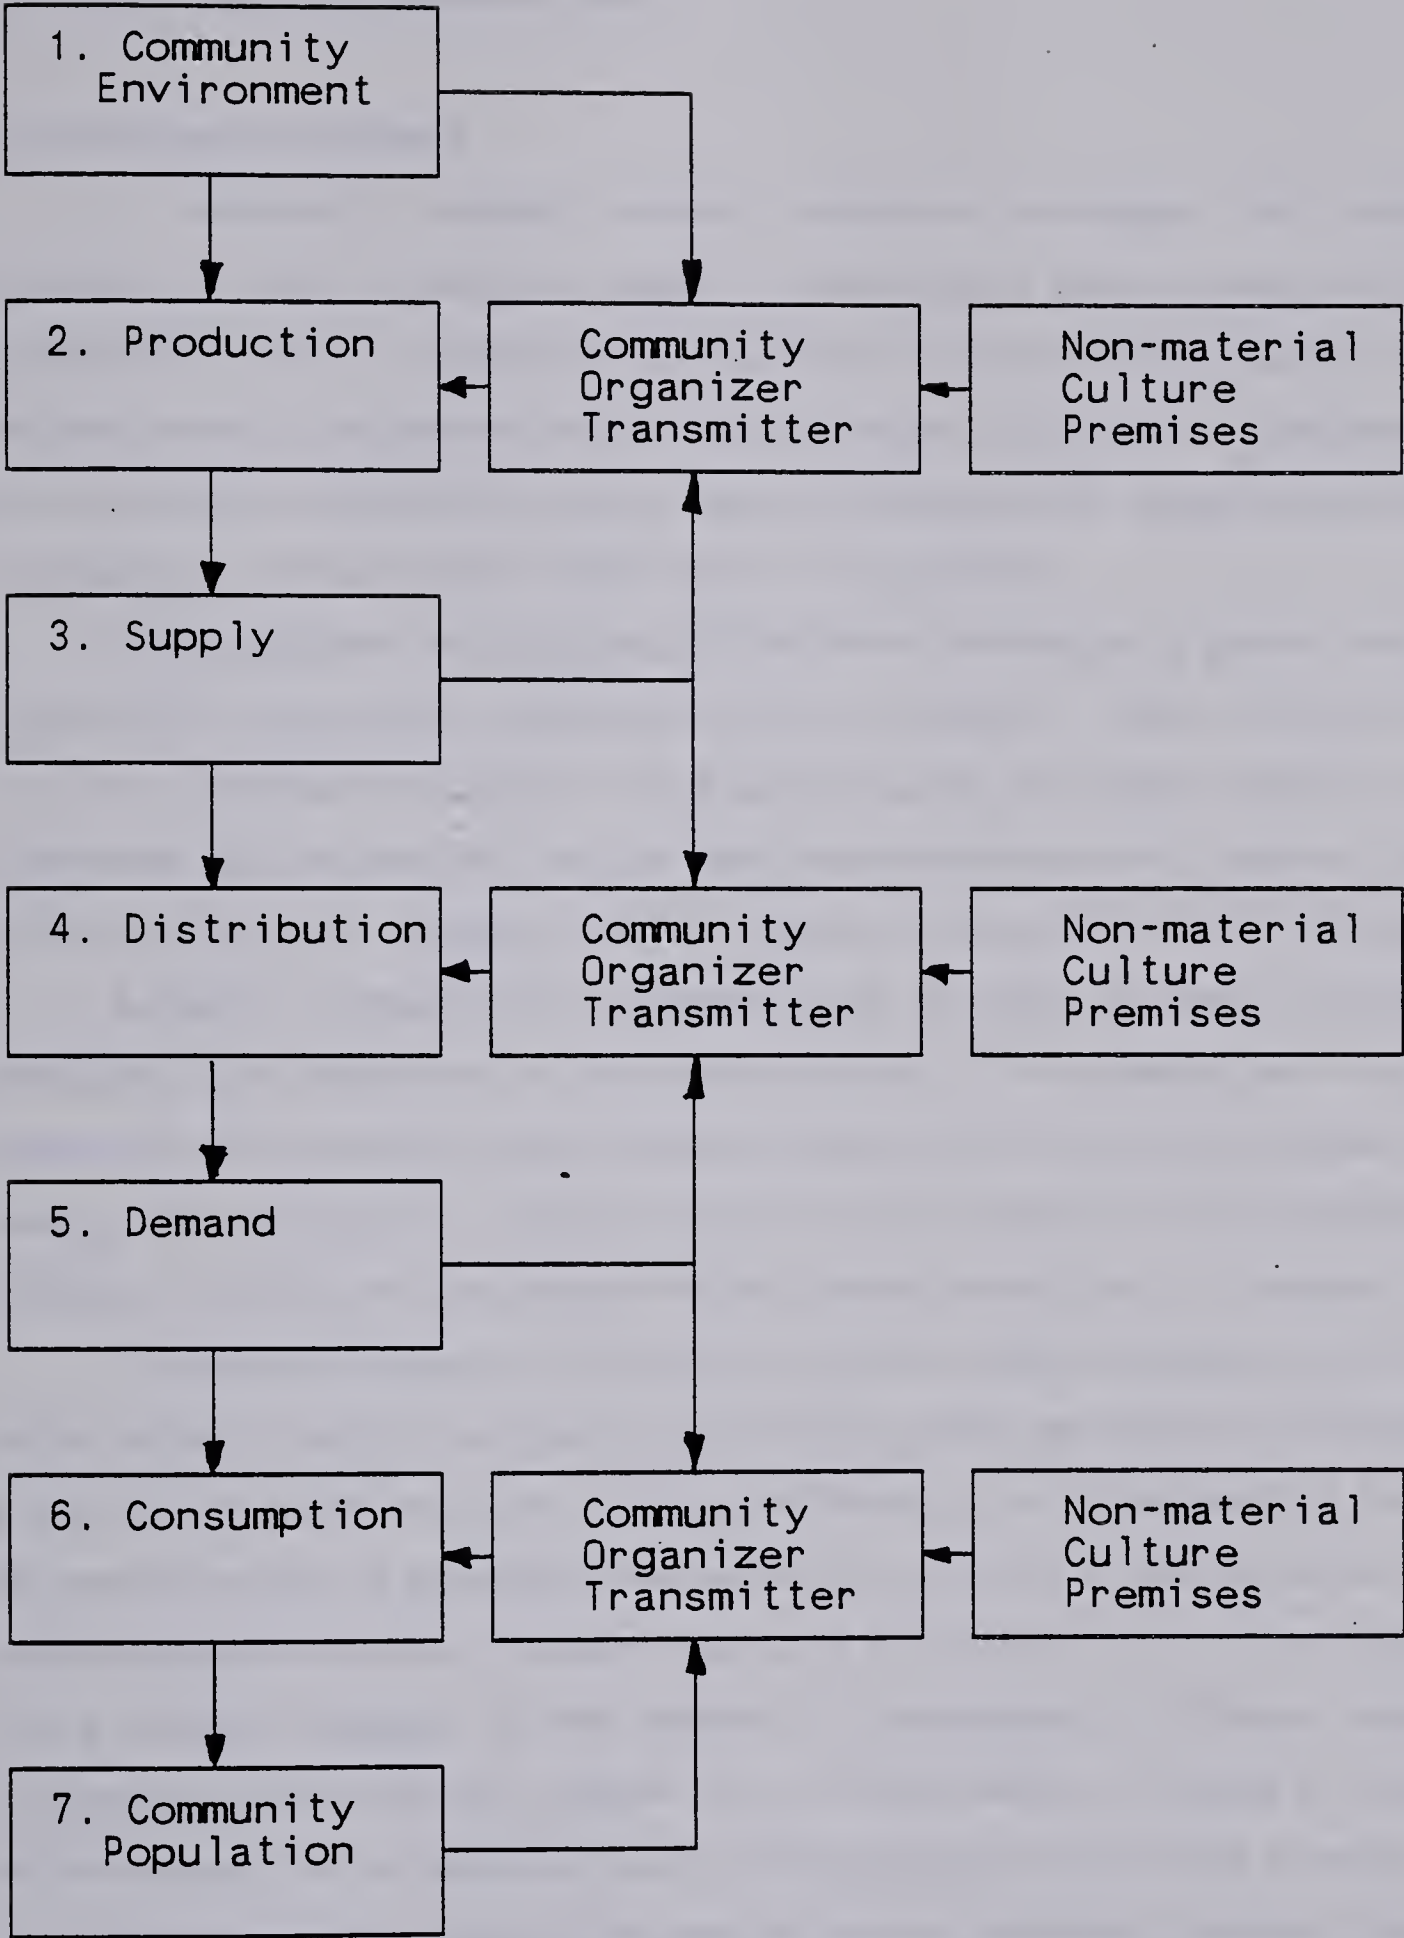 1. Community
Environment
2. Production
Community
Organizer
Transmitter
Non-material
Culture
Premises
3. Supply
4. Distribution
Community
Organizer
Transmitter
Non-material
Culture
Premises
5. Demand
6. Consumption
Community
Organizer
Transmitter
Non-material
Culture
Premises
7. Community
Population